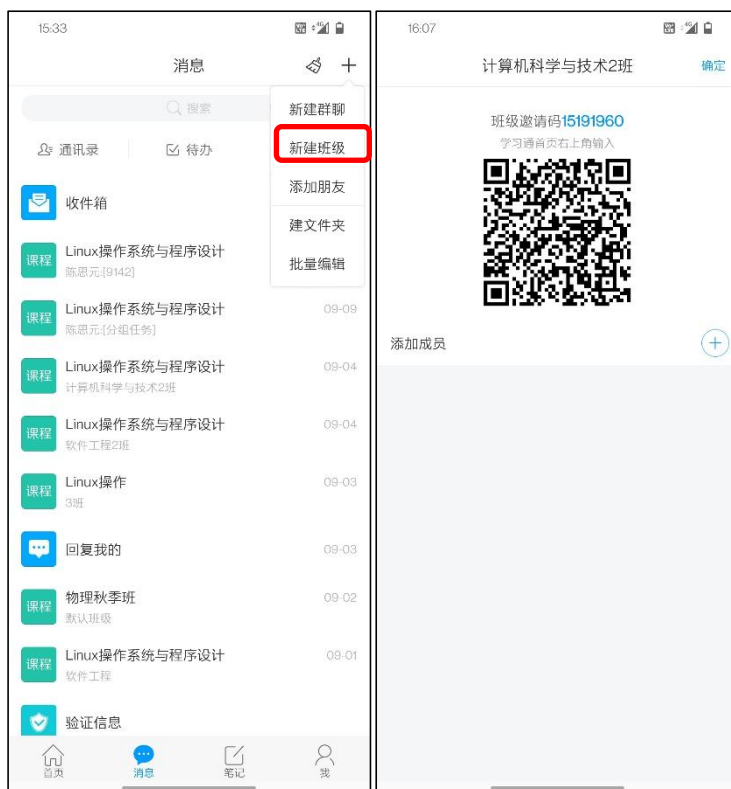 15:33
消息
搜索
新建群聊
通讯录
待办
新建班级
添加朋友
收件箱
建文件夹
Linux操作系统与程序设计
课程
陈思元:[9142]
批量编辑
Linux操作系统与程序设计
09-09
课程
陈思元:[分组任务]
Linux操作系统与程序设计
09-04
课程
计算机科学与技术2班
Linux操作系统与程序设计
09-04
课程
软件工程2班
Linux操作
09-03
课程
3班
回复我的
09-03
物理秋季班
09-02
课程
默认班级
Linux操作系统与程序设计
09-01
课程
软件工程
验证信息
首页
消息
笔记
我
16:07
计算机科学与技术2班
确定
班级邀请码15191960
学习通首页右上角输入
添加成员